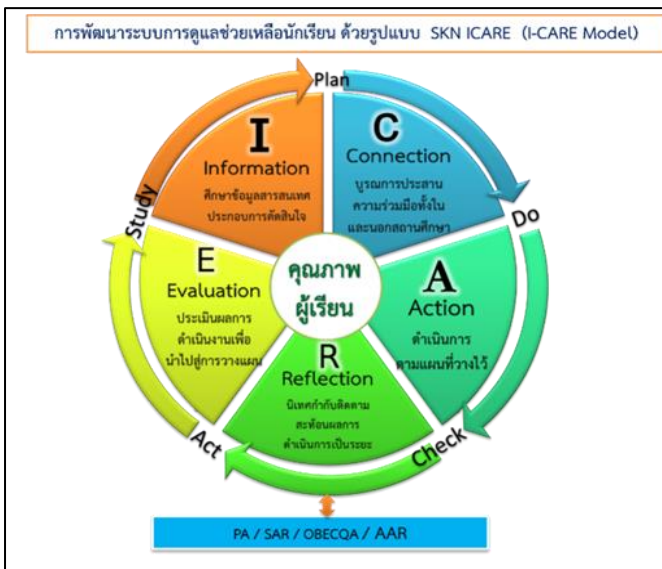 การพัฒนาระบบการดูแลช่วยเหลือนักเรียน ด้วยรูปแบบ SKN ICARE (I-CARE Model)
Plan
I
Information
ศึกษาข้อมูลสารสนเทศ
ประกอบการตัดสินใจ
C
Connection
บูรณการประสาน
ความร่วมมือทั้งใน
และนอกสถานศึกษา
Do
A
Action
ดำเนินการ
ตามแผนที่วางไว้
Check
R
Reflection
นิเทศกำกับติดตาม
สะท้อนผลการ
ดำเนินการเป็นระยะ
Act
E
Evaluation
ประเมินผลการ
ดำเนินงานเพื่อ
นำไปสู่การวางแผน
Study
คุณภาพ
ผู้เรียน
PA / SAR / OBECQA / AAR